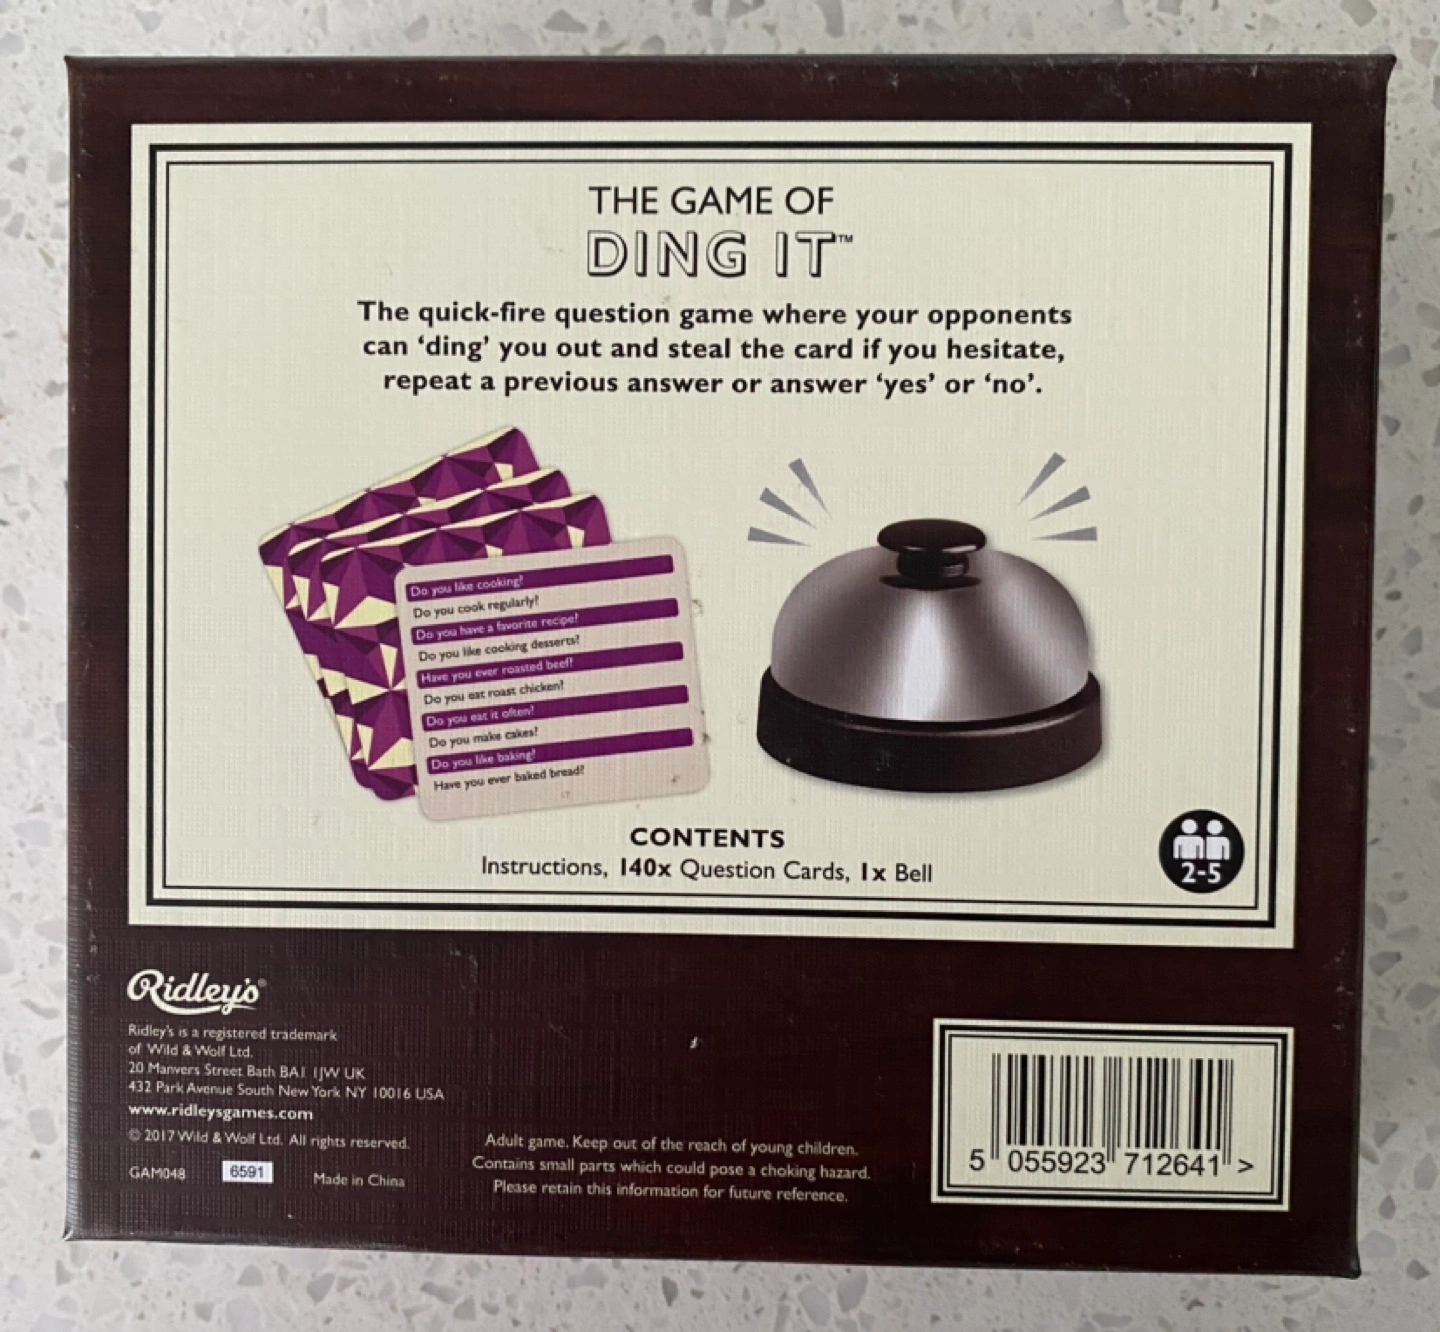 THE GAME OF
DING IT™
The quick-fire question game where your opponents
can ‘ding’ you out and steal the card if you hesitate,
repeat a previous answer or answer ‘yes’ or ‘no’.
Do you like cooking?
Do you cook regularly?
Do you have a favorite recipe?
Do you like cooking desserts?
Have you ever roasted beef?
Do you eat roast chicken?
Do you eat it often?
Do you make cakes?
Do you like baking?
Have you ever baked bread?
CONTENTS
Instructions, 140x Question Cards, 1x Bell
2-5
Ridley's®
Ridley's is a registered trademark
of Wild & Wolf Ltd.
20 Manvers Street Bath BA1 1JW UK
432 Park Avenue South New York NY 10016 USA
www.ridleysgames.com
© 2017 Wild & Wolf Ltd. All rights reserved.
GAM048 6591 Made in China
Adult game. Keep out of the reach of young children.
Contains small parts which could pose a choking hazard.
Please retain this information for future reference.
5 055923 712641 >